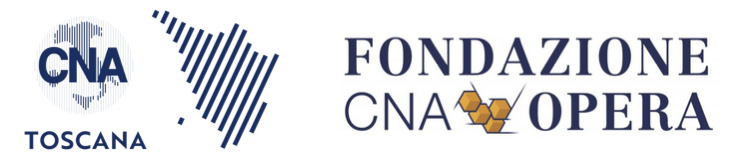 CNA
TOSCANA
FONDAZIONE
CNA OPERA